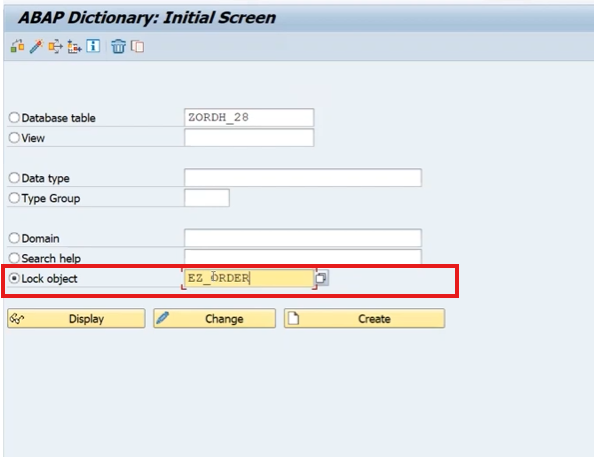 ABAP Dictionary: Initial Screen
Database table ZORDH_28
View
Data type
Type Group
Domain
Search help
Lock object EZ_ORDER
Display Change Create